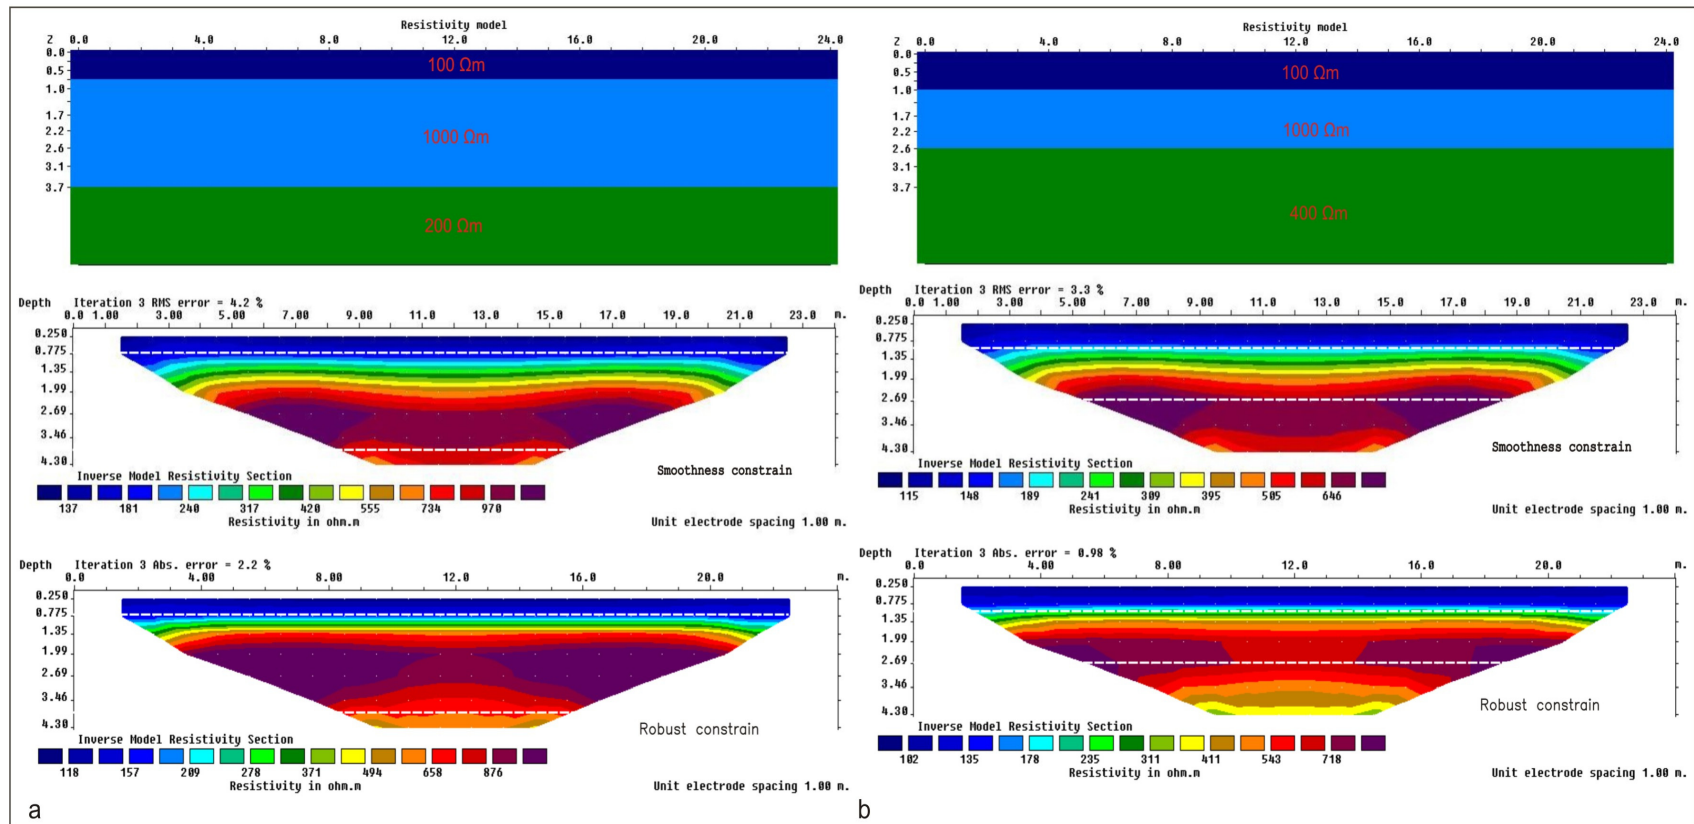 Resistivity model
Z 0.0 4.0 8.0 12.0 16.0 20.0 24.0
0.0
0.5
1.0
1.7
2.2
2.6
3.1
3.7
100 Ωm
1000 Ωm
200 Ωm
Depth Iteration 3 RMS error = 4.2 %
0.0 1.00 3.00 5.00 7.00 9.00 11.0 13.0 15.0 17.0 19.0 21.0 23.0 m.
0.250
0.775
1.35
1.99
2.69
3.46
4.30
Smoothness constrain
Inverse Model Resistivity Section
137 181 240 317 420 555 734 970
Resistivity in ohm.m
Unit electrode spacing 1.00 m.
Depth Iteration 3 Abs. error = 2.2 %
0.0 4.00 8.00 12.0 16.0 20.0 m.
0.250
0.775
1.35
1.99
2.69
3.46
4.30
Robust constrain
Inverse Model Resistivity Section
118 157 209 278 371 494 658 876
Resistivity in ohm.m
Unit electrode spacing 1.00 m.
a
Resistivity model
Z 0.0 4.0 8.0 12.0 16.0 20.0 24.0
0.0
0.5
1.0
1.7
2.2
2.6
3.1
3.7
100 Ωm
1000 Ωm
400 Ωm
Depth Iteration 3 RMS error = 3.3 %
0.0 1.00 3.00 5.00 7.00 9.00 11.0 13.0 15.0 17.0 19.0 21.0 23.0 m.
0.250
0.775
1.35
1.99
2.69
3.46
4.30
Smoothness constrain
Inverse Model Resistivity Section
115 148 189 241 309 395 505 646
Resistivity in ohm.m
Unit electrode spacing 1.00 m.
Depth Iteration 3 Abs. error = 0.98 %
0.0 4.00 8.00 12.0 16.0 20.0 m.
0.250
0.775
1.35
1.99
2.69
3.46
4.30
Robust constrain
Inverse Model Resistivity Section
102 135 178 235 311 411 543 718
Resistivity in ohm.m
Unit electrode spacing 1.00 m.
b